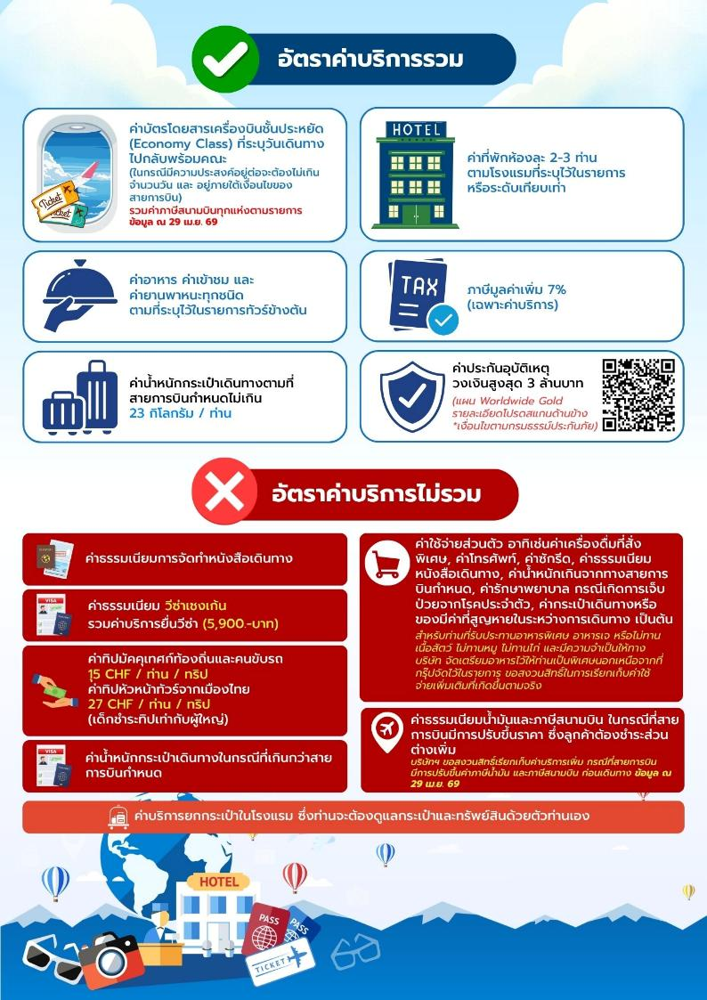 อัตราค่าบริการรวม
ค่าบัตรโดยสารเครื่องบินชั้นประหยัด
(Economy Class) ที่ระบุวันเดินทาง
ไปกลับพร้อมคณะ
(ในกรณีมีความประสงค์อยู่ต่อจะต้องไม่เกิน
จำนวนวัน และ อยู่ภายใต้เงื่อนไขของ
สายการบิน)
รวมค่าภาษีสนามบินทุกแห่งตามรายการ
ข้อมูล ณ 29 เม.ย. 69
Ticket
Ticket
HOTEL
ค่าที่พักห้องละ 2-3 ท่าน
ตามโรงแรมที่ระบุไว้ในรายการ
หรือระดับเทียบเท่า
ค่าอาหาร ค่าเข้าชม และ
ค่ายานพาหนะทุกชนิด
ตามที่ระบุไว้ในรายการทัวร์ข้างต้น
TAX
ภาษีมูลค่าเพิ่ม 7%
(เฉพาะค่าบริการ)
ค่าน้ำหนักกระเป๋าเดินทางตามที่
สายการบินกำหนดไม่เกิน
23 กิโลกรัม / ท่าน
ค่าประกันอุบัติเหตุ
วงเงินสูงสุด 3 ล้านบาท
(แผน Worldwide Gold
รายละเอียดโปรดสแกนด้านข้าง
*เงื่อนไขตามกรมธรรม์ประกันภัย)
อัตราค่าบริการไม่รวม
ค่าธรรมเนียมการจัดทำหนังสือเดินทาง
VISA
ค่าธรรมเนียม วีซ่าเชงเก้น
รวมค่าบริการยื่นวีซ่า (5,900.-บาท)
ค่าทิปมัคคุเทศก์ท้องถิ่นและคนขับรถ
15 CHF / ท่าน / ทริป
ค่าทิปหัวหน้าทัวร์จากเมืองไทย
27 CHF / ท่าน / ทริป
(เด็กชำระทิปเท่ากับผู้ใหญ่)
VISA
ค่าน้ำหนักกระเป๋าเดินทางในกรณีที่เกินกว่าสาย
การบินกำหนด
ค่าใช้จ่ายส่วนตัว อาทิเช่นค่าเครื่องดื่มที่สั่ง
พิเศษ, ค่าโทรศัพท์, ค่าซักรีด, ค่าธรรมเนียม
หนังสือเดินทาง, ค่าน้ำหนักเกินจากทางสายการ
บินกำหนด, ค่ารักษาพยาบาล กรณีเกิดการเจ็บ
ป่วยจากโรคประจำตัว, ค่ากระเป๋าเดินทางหรือ
ของมีค่าที่สูญหายในระหว่างการเดินทาง เป็นต้น
สำหรับท่านที่รับประทานอาหารพิเศษ อาหารเจ หรือไม่ทาน
เนื้อสัตว์ ไม่ทานหมู ไม่ทานไก่ และมีความจำเป็นให้ทาง
บริษัท จัดเตรียมอาหารไว้ให้ท่านเป็นพิเศษนอกเหนือจากที่
กรุ๊ปจัดไว้ในรายการ ขอสงวนสิทธิ์ในการเรียกเก็บค่าใช้
จ่ายเพิ่มเติมที่เกิดขึ้นตามจริง
ค่าธรรมเนียมน้ำมันและภาษีสนามบิน ในกรณีที่สาย
การบินมีการปรับขึ้นราคา ซึ่งลูกค้าต้องชำระส่วน
ต่างเพิ่ม
บริษัทฯ ขอสงวนสิทธิ์เรียกเก็บค่าบริการเพิ่ม กรณีที่สายการบิน
มีการปรับขึ้นค่าภาษีน้ำมัน และภาษีสนามบิน ก่อนเดินทาง ข้อมูล ณ
29 เม.ย. 69
ค่าบริการยกกระเป๋าในโรงแรม ซึ่งท่านจะต้องดูแลกระเป๋าและทรัพย์สินด้วยตัวท่านเอง
HOTEL
PASS
PASS
TICKET